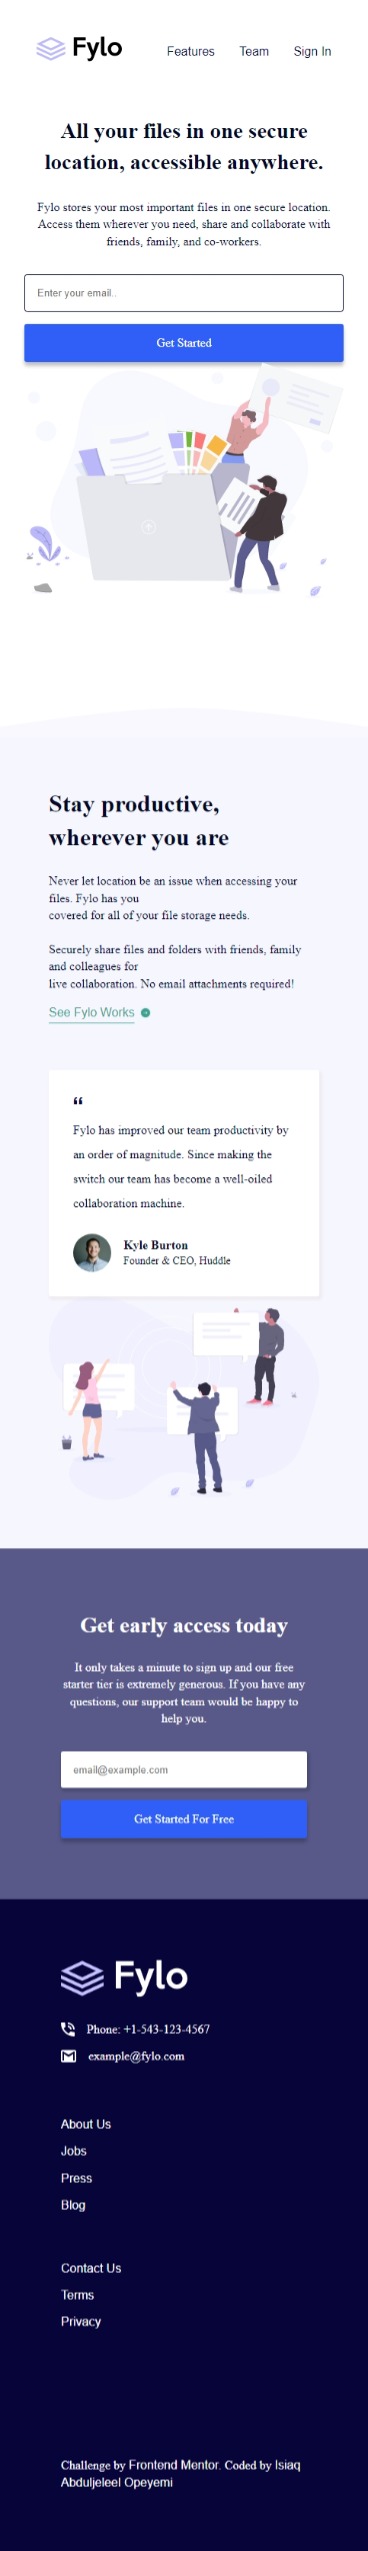 Fylo
Features Team Sign In
All your files in one secure
location, accessible anywhere.
Fylo stores your most important files in one secure location.
Access them wherever you need, share and collaborate with
friends, family, and co-workers.
Enter your email..
Get Started
Stay productive,
wherever you are
Never let location be an issue when accessing your
files. Fylo has you
covered for all of your file storage needs.
Securely share files and folders with friends, family
and colleagues for
live collaboration. No email attachments required!
See Fylo Works
“
Fylo has improved our team productivity by
an order of magnitude. Since making the
switch our team has become a well-oiled
collaboration machine.
Kyle Burton
Founder & CEO, Huddle
Get early access today
It only takes a minute to sign up and our free
starter tier is extremely generous. If you have any
questions, our support team would be happy to
help you.
email@example.com
Get Started For Free
Fylo
Phone: +1-543-123-4567
example@fylo.com
About Us
Jobs
Press
Blog
Contact Us
Terms
Privacy
Challenge by Frontend Mentor. Coded by Isiaq
Abduljeleel Opeyemi